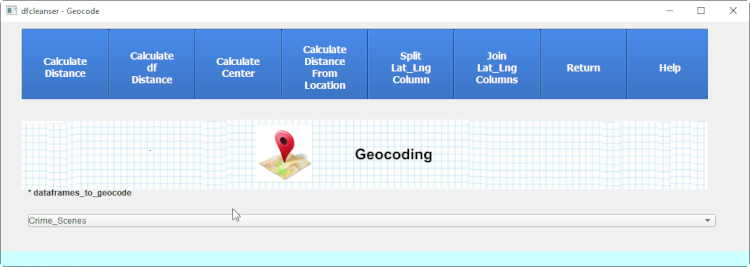 dfcleanser - Geocode
Calculate
Distance
Calculate
df
Distance
Calculate
Center
Calculate
Distance
From
Location
Split
Lat_Lng
Column
Join
Lat_Lng
Columns
Return
Help
Geocoding
* dataframes_to_geocode
Crime_Scenes